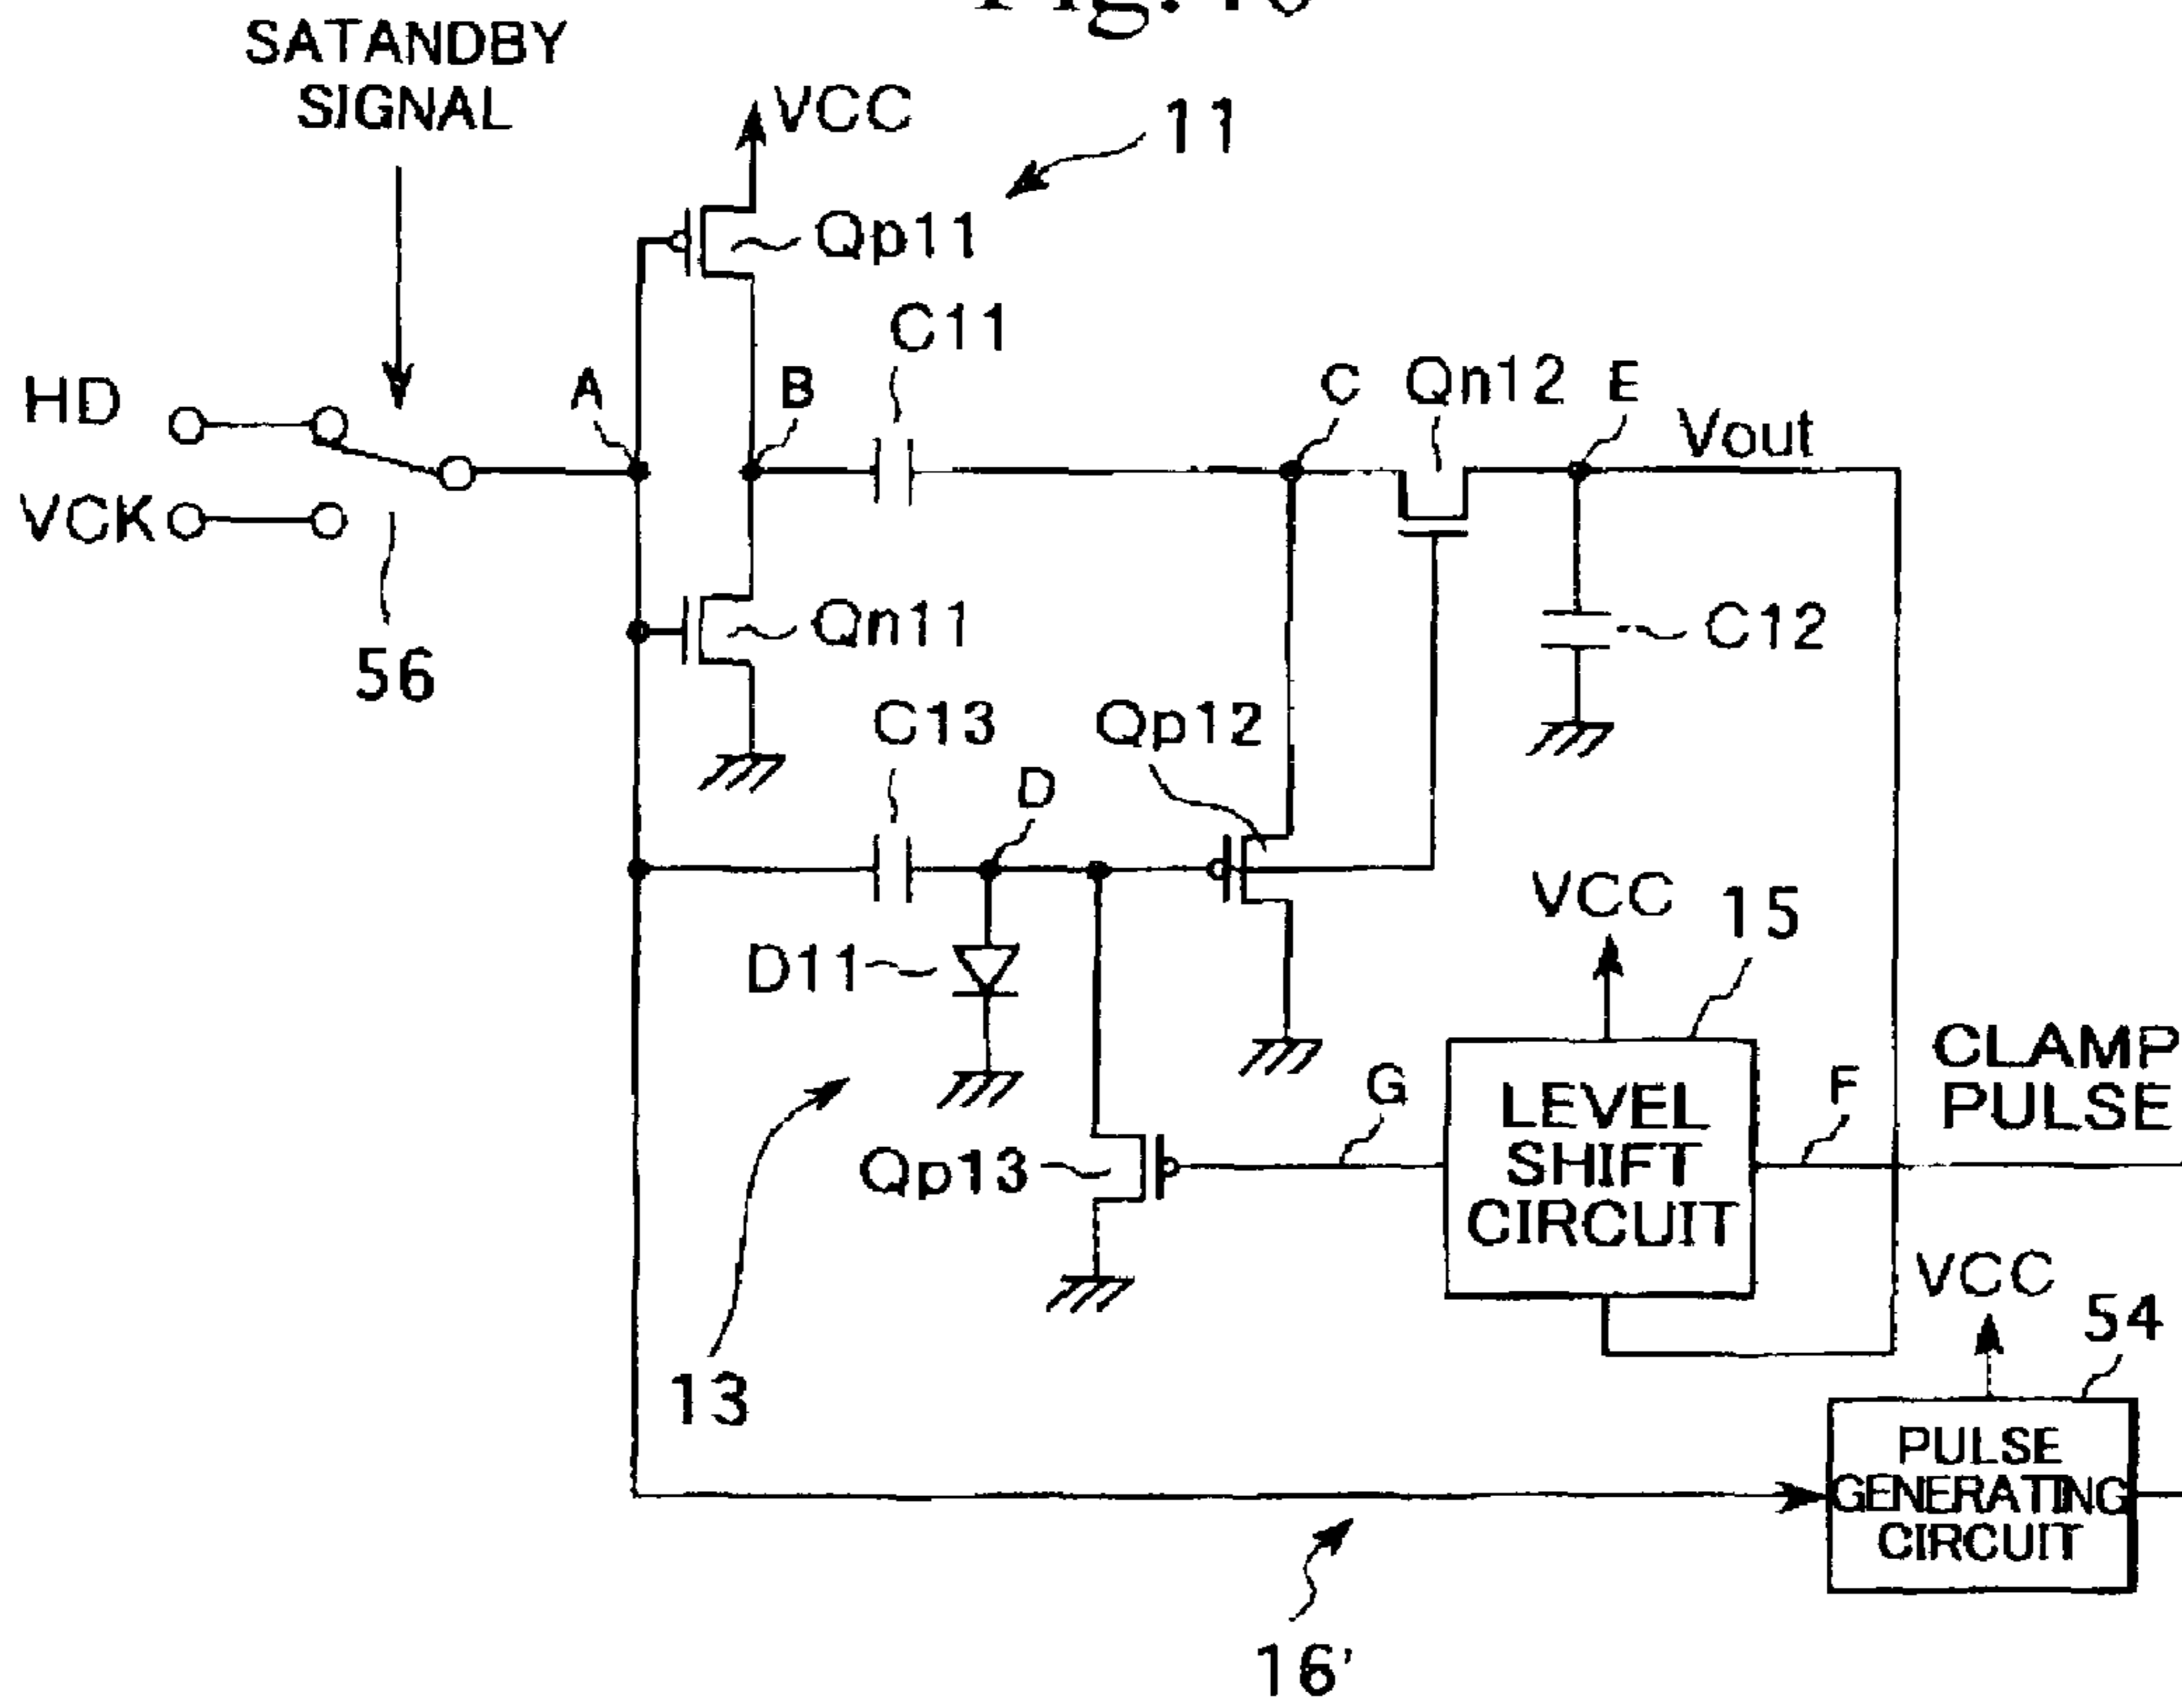 SATANDBY
SIGNAL
VCC
11
Qp11
C11
HD
A
B
C
Qn12
E
Vout
VCK
56
Qn11
C12
C13
Qp12
D
D11
VCC
15
G
LEVEL
SHIFT
CIRCUIT
F
CLAMP
PULSE
Qp13
13
VCC
54
PULSE
GENERATING
CIRCUIT
16'